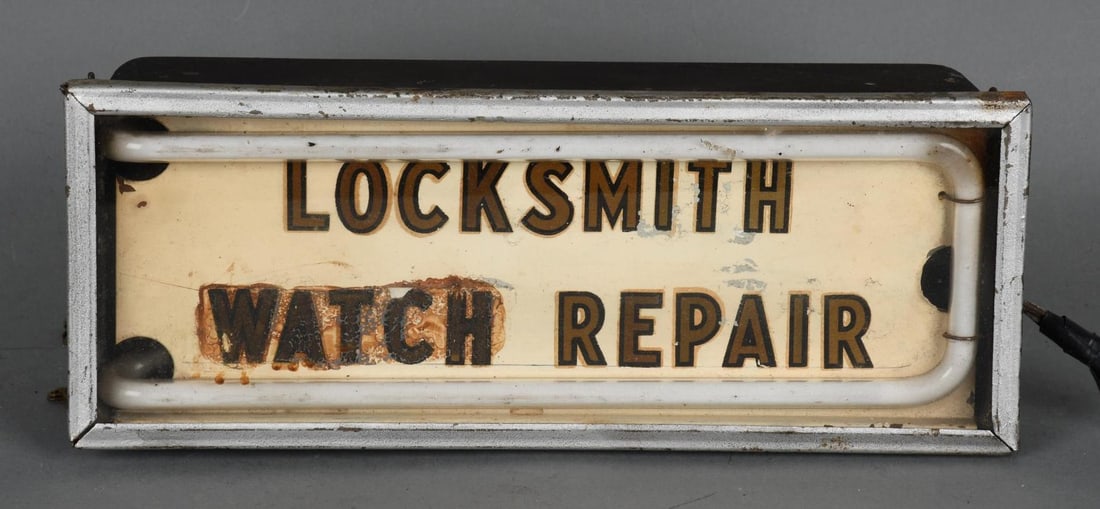 LOCKSMITH
WATCH REPAIR